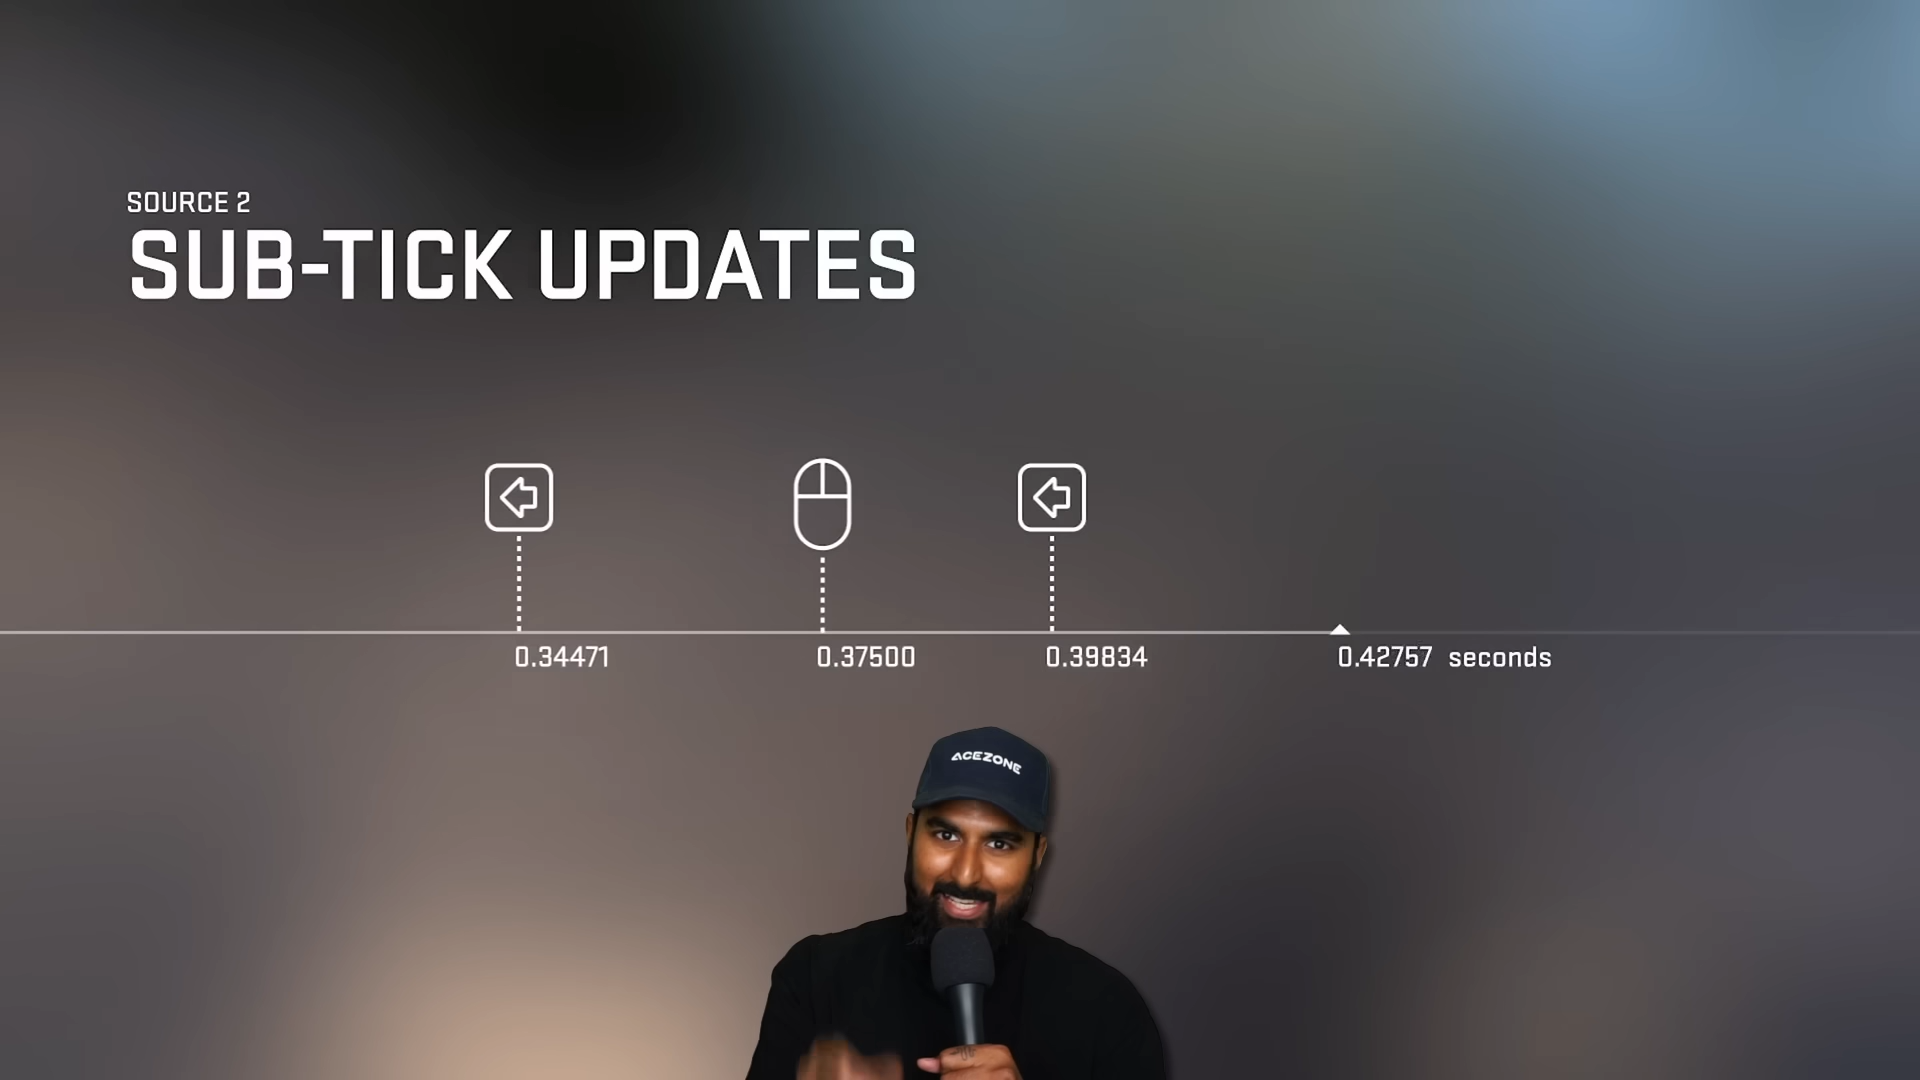 SOURCE 2
SUB-TICK UPDATES
0.34471
0.37500
0.39834
0.42757 seconds
ACEZONE